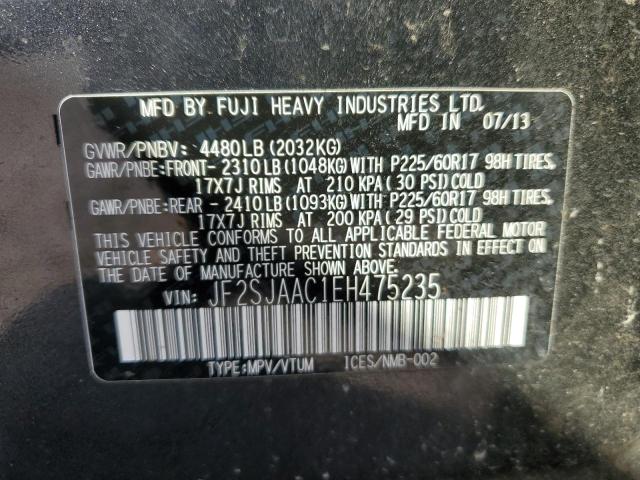 MFD BY FUJI HEAVY INDUSTRIES LTD.
MFD IN 07/13
GVWR/PNBV: 4480LB(2032KG)
GAWR/PNBE:FRONT- 2310LB(1048KG)WITH P225/60R17 98H TIRES,
17X7J RIMS AT 210 KPA(30 PSI)COLD
GAWR/PNBE:REAR - 2410LB(1093KG)WITH P225/60R17 98H TIRES,
17X7J RIMS AT 200 KPA(29 PSI)COLD
THIS VEHICLE CONFORMS TO ALL APPLICABLE FEDERAL MOTOR
VEHICLE SAFETY AND THEFT PREVENTION STANDARDS IN EFFECT ON
THE DATE OF MANUFACTURE SHOWN ABOVE.
VIN: JF2SJAAC1EH475235
TYPE:MPV/VTUM ICES/NMB-002